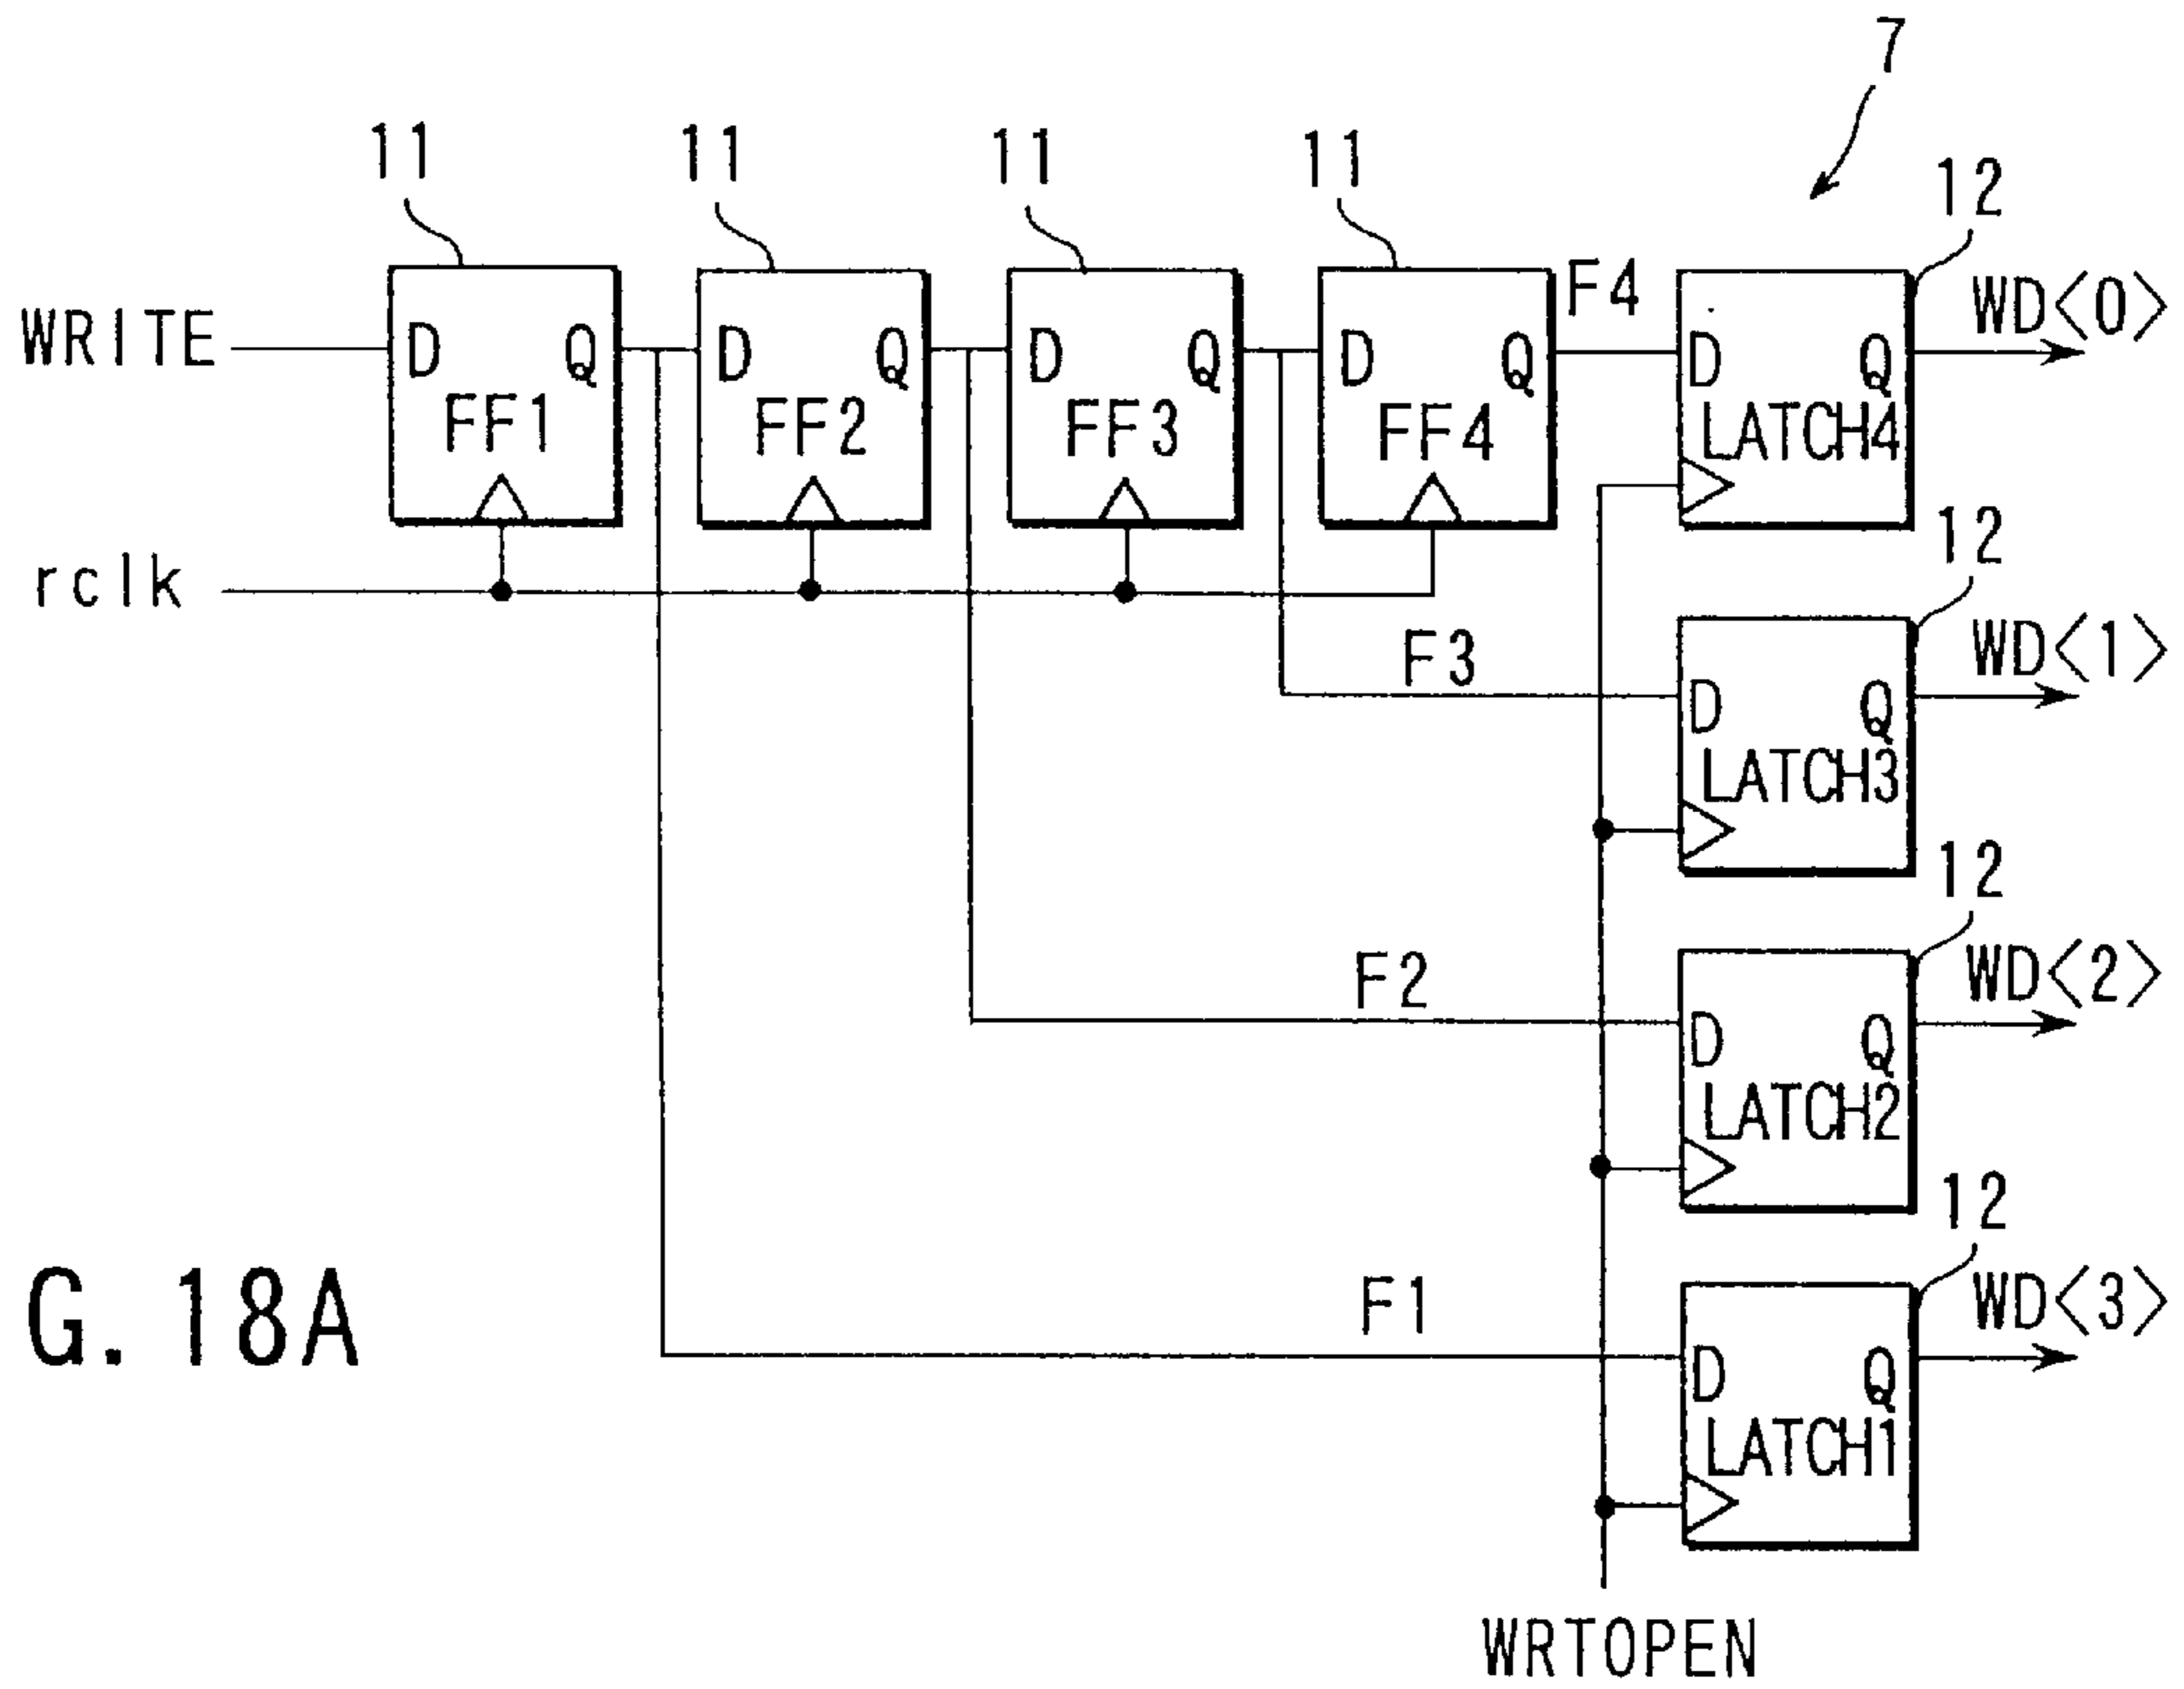 7
11 11 11 11 12
WRITE D Q FF1 D Q FF2 D Q FF3 D Q FF4 F4 D Q LATCH4 WD<0>
rclk
12
F3 D Q LATCH3 WD<1>
12
F2 D Q LATCH2 WD<2>
12
F1 D Q LATCH1 WD<3>
G.18A
WRTOPEN